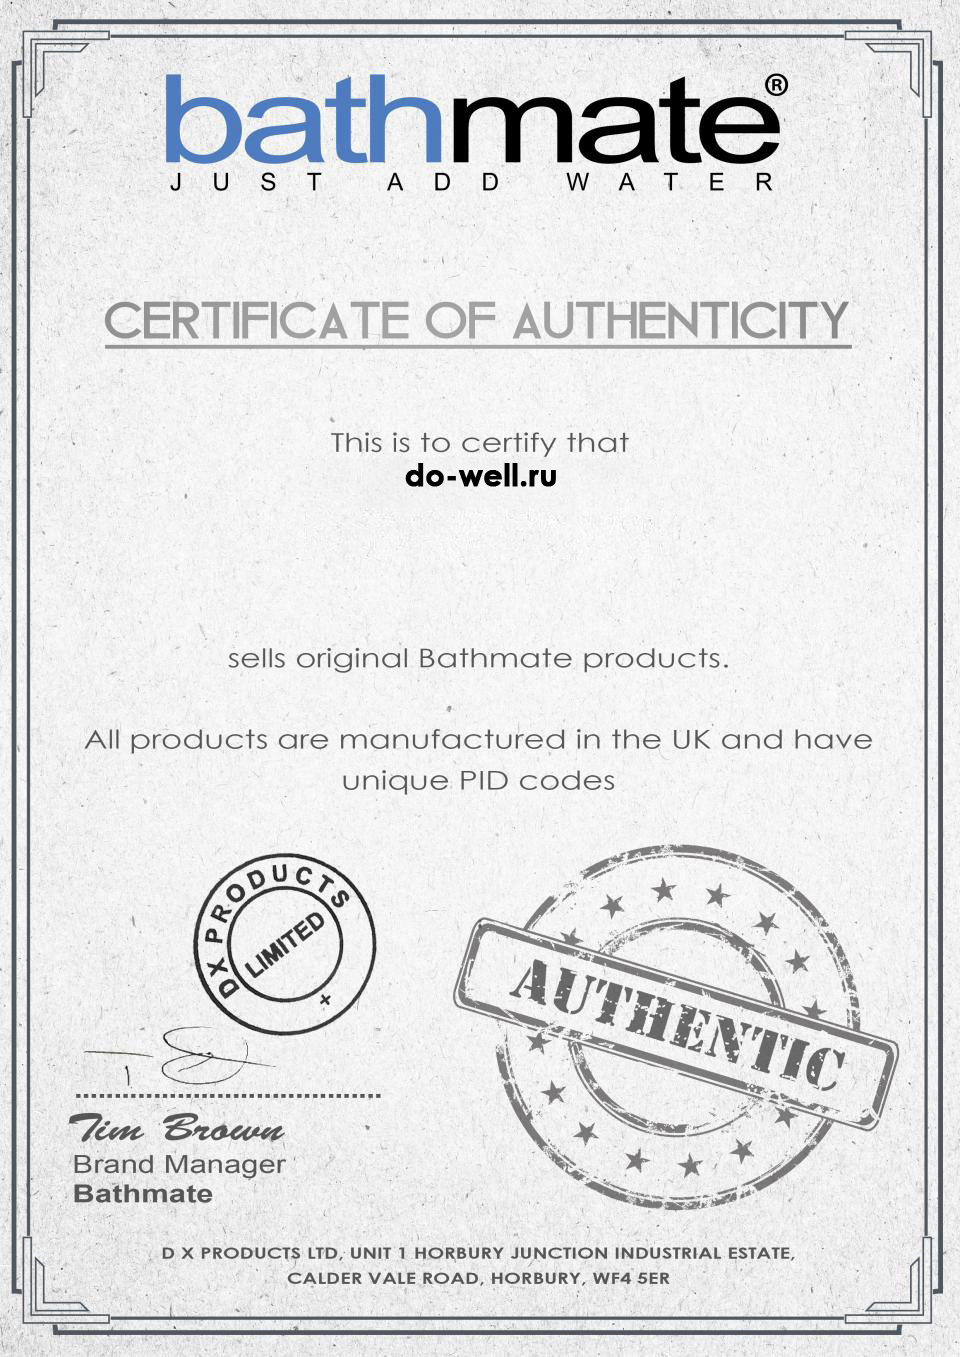 bathmate®
JUST ADD WATER
CERTIFICATE OF AUTHENTICITY
This is to certify that
do-well.ru
sells original Bathmate products.
All products are manufactured in the UK and have
unique PID codes
DX PRODUCTS
LIMITED
+
AUTHENTIC
Tim Brown
Brand Manager
Bathmate
D X PRODUCTS LTD, UNIT 1 HORBURY JUNCTION INDUSTRIAL ESTATE,
CALDER VALE ROAD, HORBURY, WF4 5ER